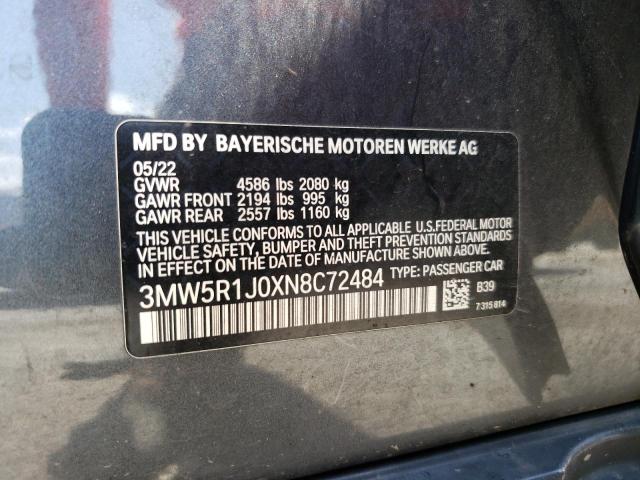 MFD BY BAYERISCHE MOTOREN WERKE AG
05/22
GVWR 4586 lbs 2080 kg
GAWR FRONT 2194 lbs 995 kg
GAWR REAR 2557 lbs 1160 kg
THIS VEHICLE CONFORMS TO ALL APPLICABLE U.S.FEDERAL MOTOR
VEHICLE SAFETY, BUMPER AND THEFT PREVENTION STANDARDS
IN EFFECT ON THE DATE OF MANUFACTURE SHOWN ABOVE.
3MW5R1J0XN8C72484 TYPE: PASSENGER CAR
B39
7315814